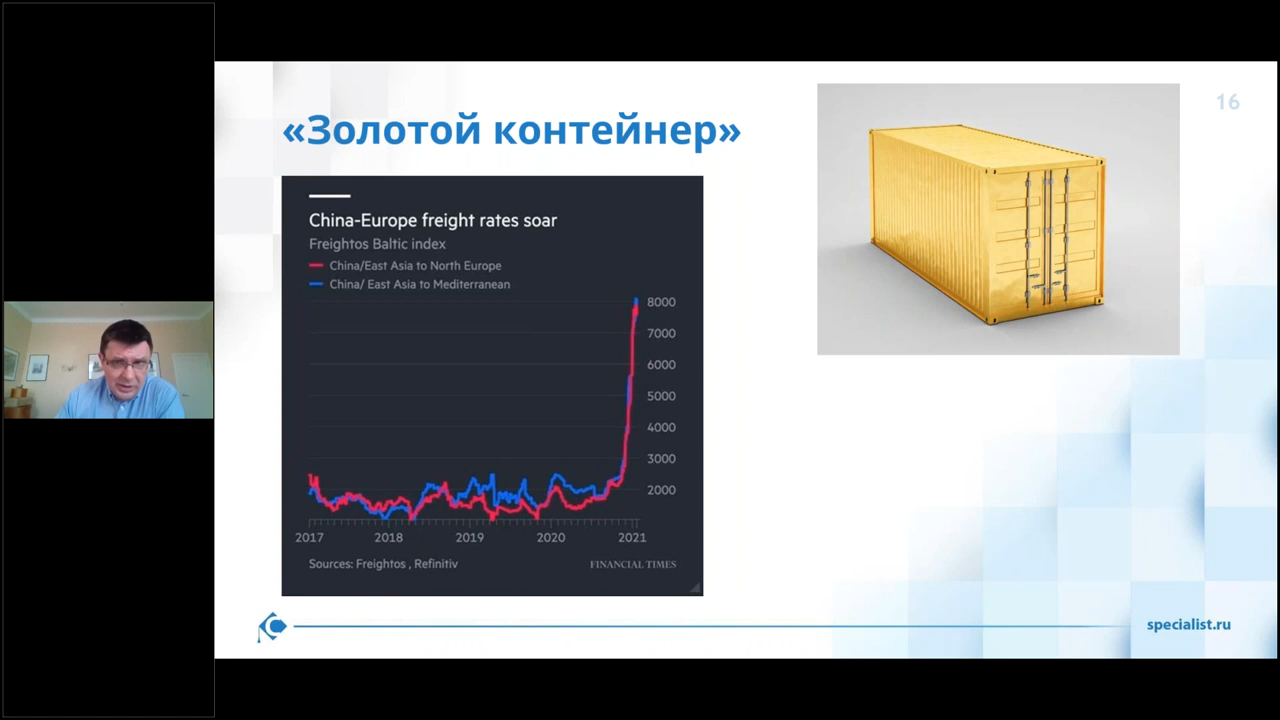 16
«Золотой контейнер»
China-Europe freight rates soar
Freightos Baltic index
China/East Asia to North Europe
China/ East Asia to Mediterranean
8000
7000
6000
5000
4000
3000
2000
2017 2018 2019 2020 2021
Sources: Freightos , Refinitiv
FINANCIAL TIMES
specialist.ru